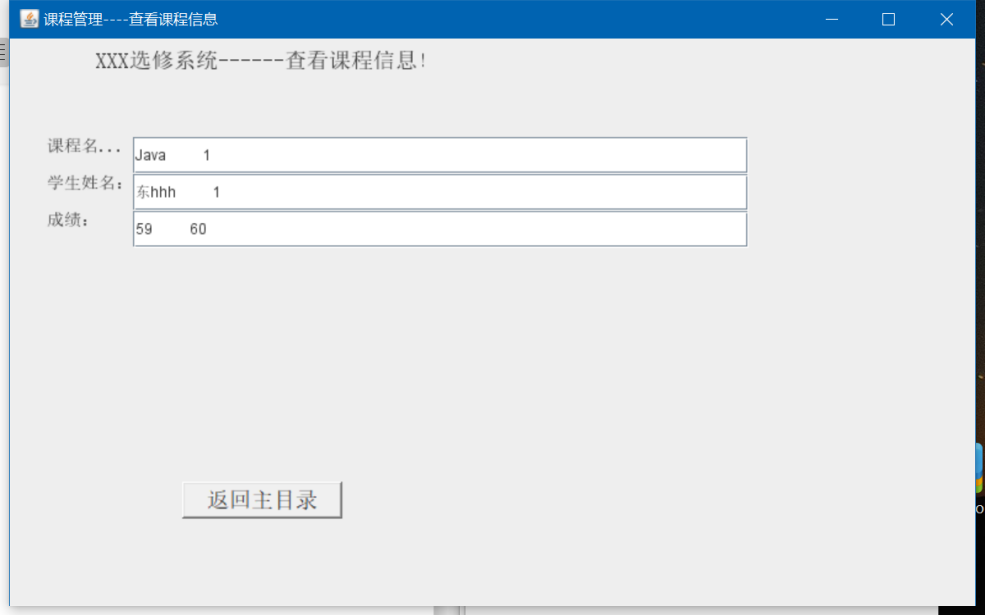 课程管理----查看课程信息
XXX选修系统------查看课程信息!
课程名... Java 1
学生姓名: 东hhh 1
成绩: 59 60
返回主目录